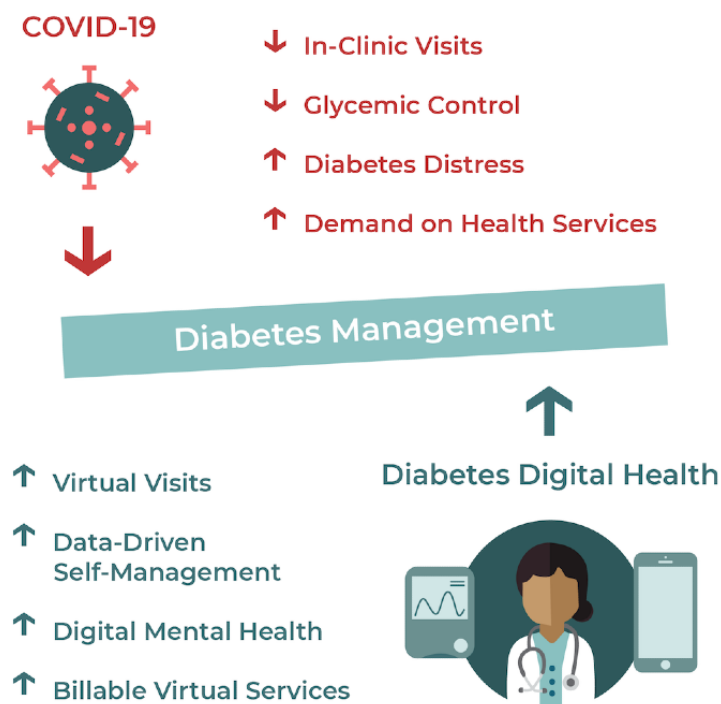 COVID-19
In-Clinic Visits
Glycemic Control
Diabetes Distress
Demand on Health Services
Diabetes Management
Diabetes Digital Health
Virtual Visits
Data-Driven
Self-Management
Digital Mental Health
Billable Virtual Services